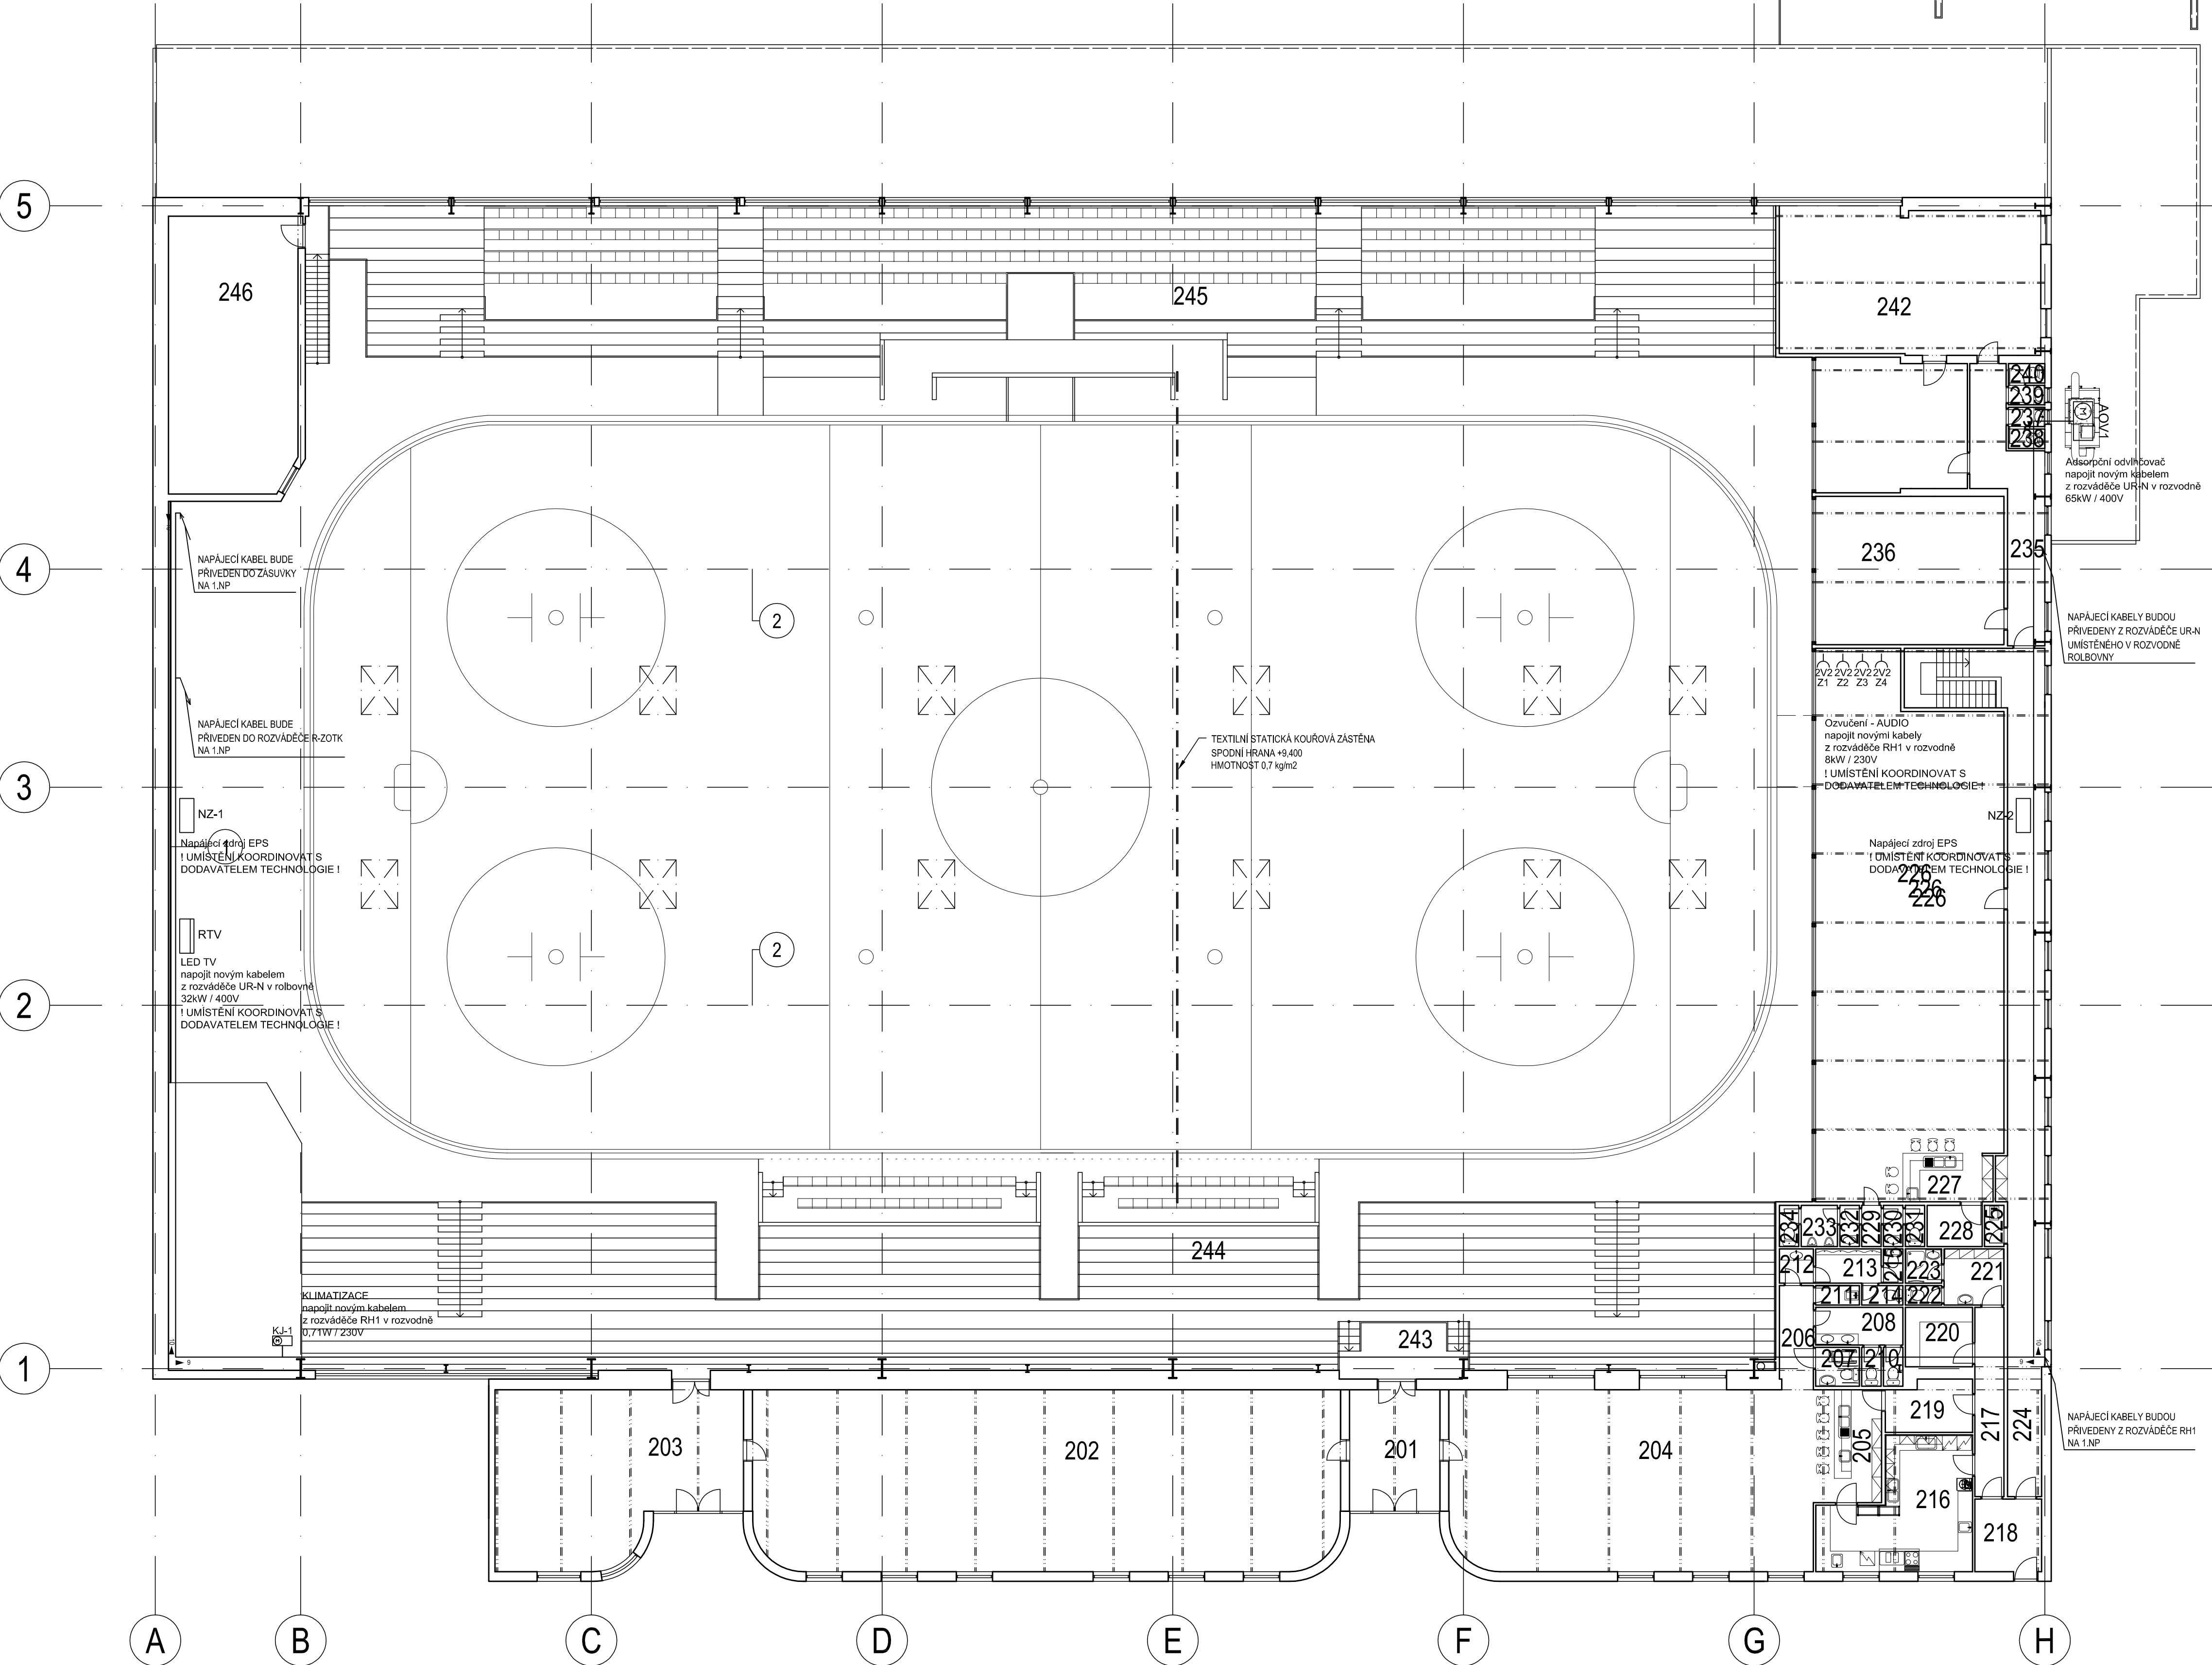 5
246
245
242
240
239
237
238
AOV1
M
Adsorpční odvlhčovač
napojit novým kabelem
z rozváděče UR-N v rozvodně
65kW / 400V
4
NAPÁJECÍ KABEL BUDE
PŘIVEDEN DO ZÁSUVKY
NA 1.NP
236
235
2
NAPÁJECÍ KABELY BUDOU
PŘIVEDENY Z ROZVÁDĚČE UR-N
UMÍSTĚNÉHO V ROZVODNĚ
ROLBOVNY
2V2 2V2 2V2 2V2
Z1 Z2 Z3 Z4
NAPÁJECÍ KABEL BUDE
PŘIVEDEN DO ROZVÁDĚČE R-ZOTK
NA 1.NP
TEXTILNÍ STATICKÁ KOUŘOVÁ ZÁSTĚNA
SPODNÍ HRANA +9,400
HMOTNOST 0,7 kg/m2
Ozvučení - AUDIO
napojit novými kabely
z rozváděče RH1 v rozvodně
8kW / 230V
! UMÍSTĚNÍ KOORDINOVAT S
DODAVATELEM TECHNOLOGIE !
3
NZ-1
Napájecí zdroj EPS
! UMÍSTĚNÍ KOORDINOVAT S
DODAVATELEM TECHNOLOGIE !
1
NZ-2
Napájecí zdroj EPS
! UMÍSTĚNÍ KOORDINOVAT S
DODAVATELEM TECHNOLOGIE !
226
226
226
RTV
LED TV
napojit novým kabelem
z rozváděče UR-N v rolbovně
32kW / 400V
! UMÍSTĚNÍ KOORDINOVAT S
DODAVATELEM TECHNOLOGIE !
2
2
227
234
233
232
229
230
231
228
225
244
212
213
215
223
221
211
214
222
KLIMATIZACE
napojit novým kabelem
z rozváděče RH1 v rozvodně
0,71W / 230V
KJ-1
M
243
206
208
220
207
210
1
10
9
10
9
203
202
201
204
205
219
217
224
216
218
NAPÁJECÍ KABELY BUDOU
PŘIVEDENY Z ROZVÁDĚČE RH1
NA 1.NP
A
B
C
D
E
F
G
H